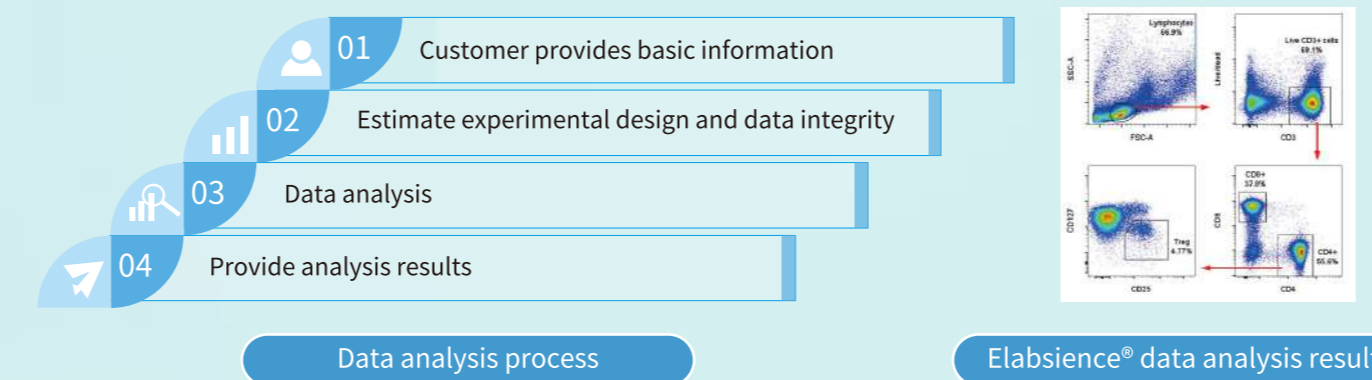 01 Customer provides basic information
02 Estimate experimental design and data integrity
03 Data analysis
04 Provide analysis results
Data analysis process
Lymphocytes
66.9%
SSC-A
FSC-A
Live CD3+ cells
69.1%
Live/dead
CD3
CD127
Treg
4.77%
CD25
CD8+
37.8%
CD8
CD4+
55.6%
CD4
Elabsience® data analysis result